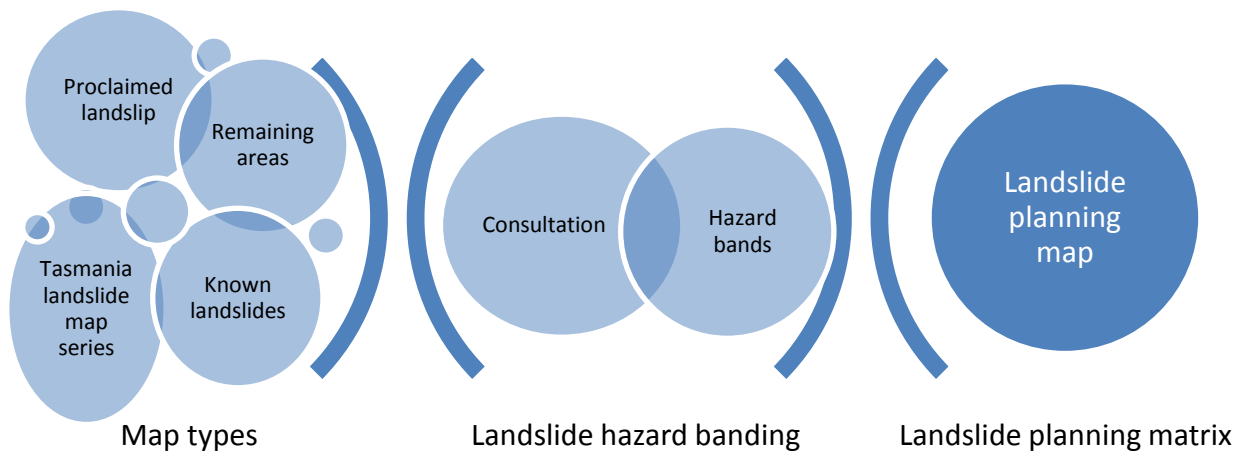 Proclaimed
landslip
Remaining
areas
Tasmania
landslide
map
series
Known
landslides
Map types
Consultation
Hazard
bands
Landslide hazard banding
Landslide
planning
map
Landslide planning matrix